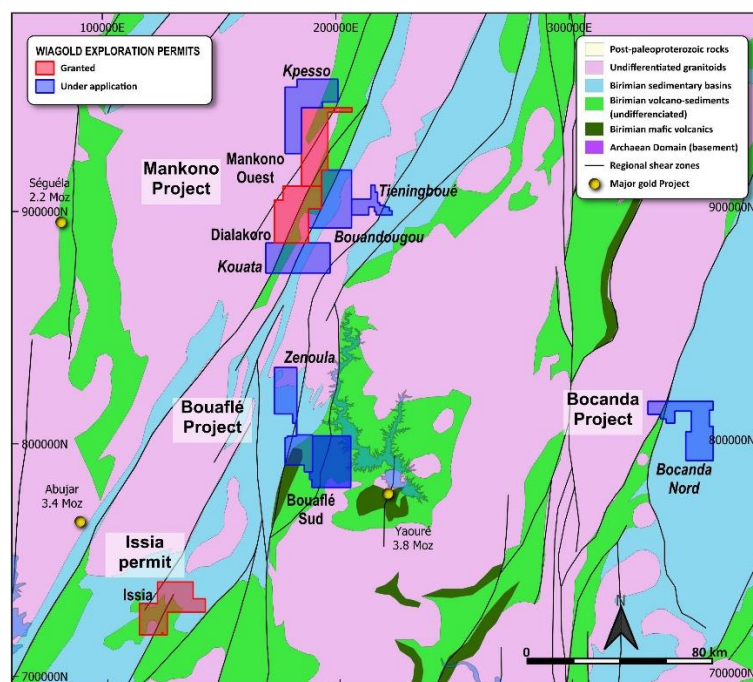 100000E
200000E
300000E
WIAGOLD EXPLORATION PERMITS
Granted
Under application
Post-paleoproterozoic rocks
Undifferentiated granitoids
Birimian sedimentary basins
Birimian volcano-sediments
(undifferenciated)
Birimian mafic volcanics
Archaean Domain (basement)
Regional shear zones
Major gold Project
Kpesso
Mankono
Project
Mankono
Ouest
Séguéla
2.2 Moz
Tieningboué
900000N
900000N
Dialakøro
Bouandougou
Kouata
Zenoula
Bouaflé
Project
Bocanda
Project
800000N
800000N
Bocanda
Nord
Abujar
3.4 Moz
Bouaflé
Sud
Yaouré
3.8 Moz
Issia
permit
Issia
N
0
80 km
700000N
700000N